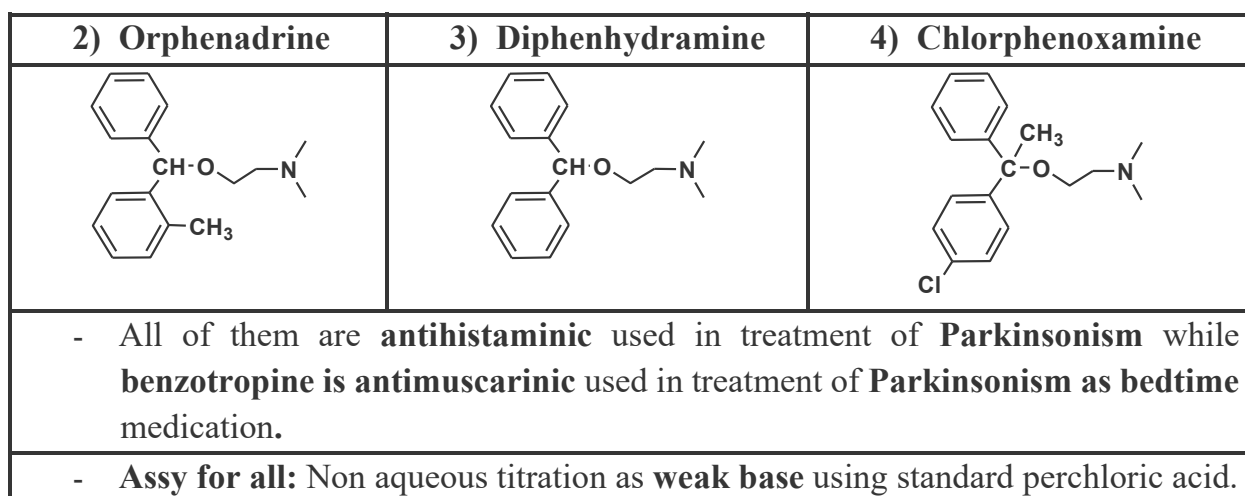 2) Orphenadrine 3) Diphenhydramine 4) Chlorphenoxamine
CH-O N
CH3
CH·O N
CH3
C-O N
Cl
- All of them are antihistaminic used in treatment of Parkinsonism while
benzotropine is antimuscarinic used in treatment of Parkinsonism as bedtime
medication.
- Assy for all: Non aqueous titration as weak base using standard perchloric acid.